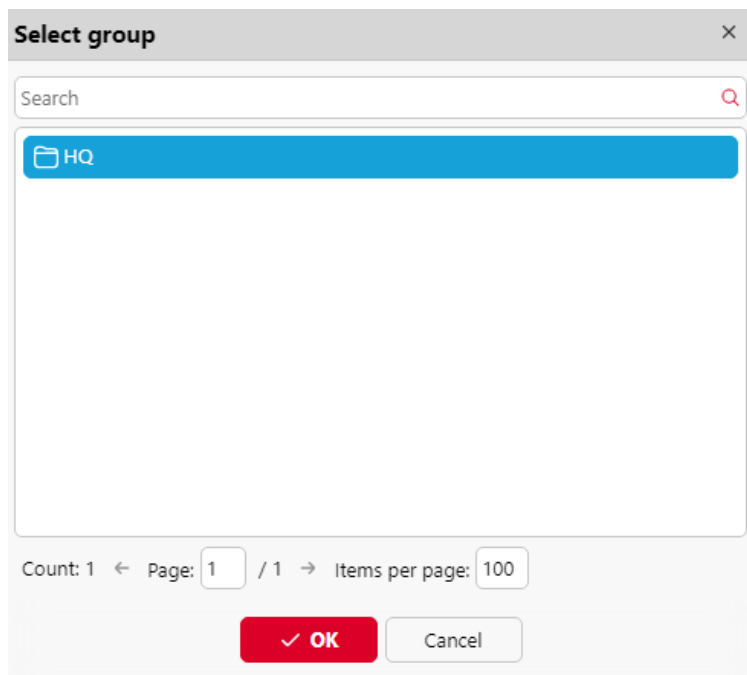 Select group
Search
HQ
Count: 1 ← Page: 1 / 1 → Items per page: 100
✓ OK Cancel